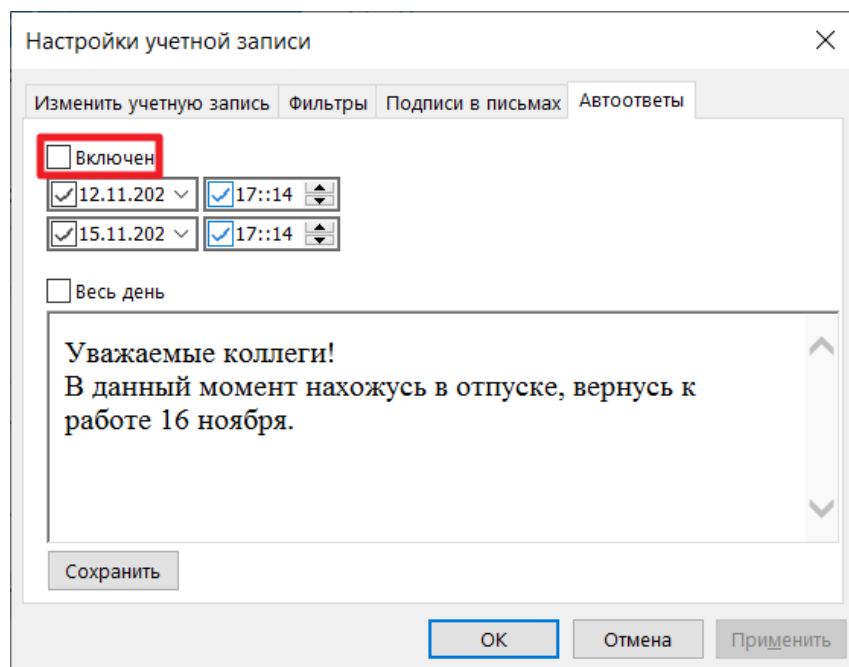 Настройки учетной записи
Изменить учетную запись Фильтры Подписи в письмах Автоответы
Включен
12.11.202 17::14
15.11.202 17::14
Весь день
Уважаемые коллеги!
В данный момент нахожусь в отпуске, вернусь к
работе 16 ноября.
Сохранить
ОК Отмена Применить